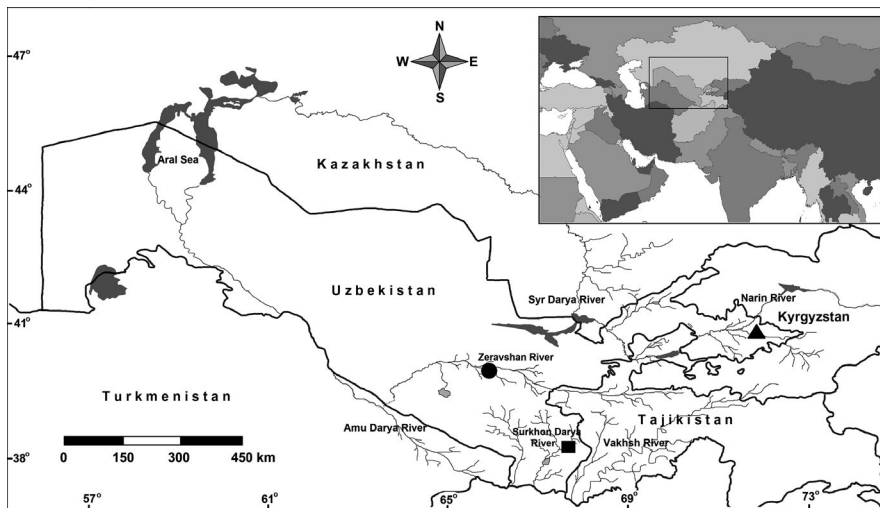 47°
44°
41°
38°
N
W
E
S
Aral Sea
Kazakhstan
Uzbekistan
Syr Darya River
Narin River
Kyrgyzstan
Zeravshan River
Turkmenistan
Tajikistan
Amu Darya River
Surkhon Darya
River
Vakhsh River
0 150 300 450 km
57° 61° 65° 69° 73°